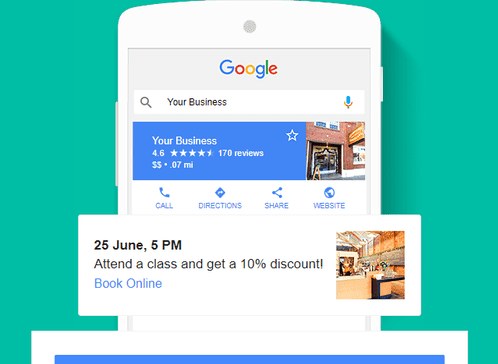 Google
Your Business
Your Business
4.6 ★★★★★ 170 reviews
$$ • .07 mi
CALL DIRECTIONS SHARE WEBSITE
25 June, 5 PM
Attend a class and get a 10% discount!
Book Online